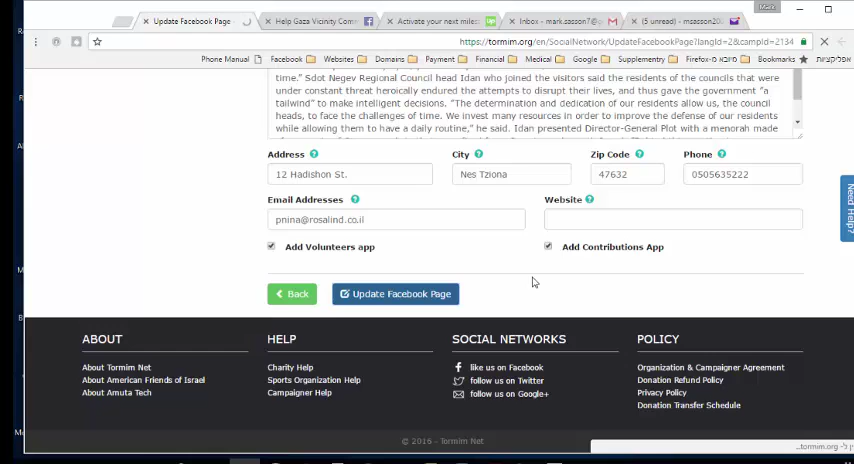 Mark
Update Facebook Page -
Help Gaza Vicinity Com
Activate your next miles
Up
Inbox - mark.sasson7@g
(5 unread) - msasson20
https://tormim.org/en/SocialNetwork/UpdateFacebookPage?langId=2&campId=2134
Phone Manual Facebook Websites Domains Payment Financial Medical Google Supplementry מיובא מ-Firefox Bookmarks אפליקציות
time.” Sdot Negev Regional Council head Idan who joined the visitors said the residents of the councils that were
under constant threat heroically endured the attempts to disrupt their lives, and thus gave the government “a
tailwind” to make intelligent decisions. “The determination and dedication of our residents allow us, the council
heads, to face the challenges of time. We invest many resources in order to improve the defense of our residents
while allowing them to have a daily routine,” he said. Idan presented Director-General Plot with a menorah made
Address ? City ? Zip Code ? Phone ?
12 Hadishon St. Nes Tziona 47632 0505635222
Email Addresses ? Website ?
pnina@rosalind.co.il
Add Volunteers app Add Contributions App
Need Help?
Back Update Facebook Page
ABOUT
About Tormim Net
About American Friends of Israel
About Amuta Tech
HELP
Charity Help
Sports Organization Help
Campaigner Help
SOCIAL NETWORKS
like us on Facebook
follow us on Twitter
follow us on Google+
POLICY
Organization & Campaigner Agreement
Donation Refund Policy
Privacy Policy
Donation Transfer Schedule
© 2016 - Tormim Net
...tormim.org